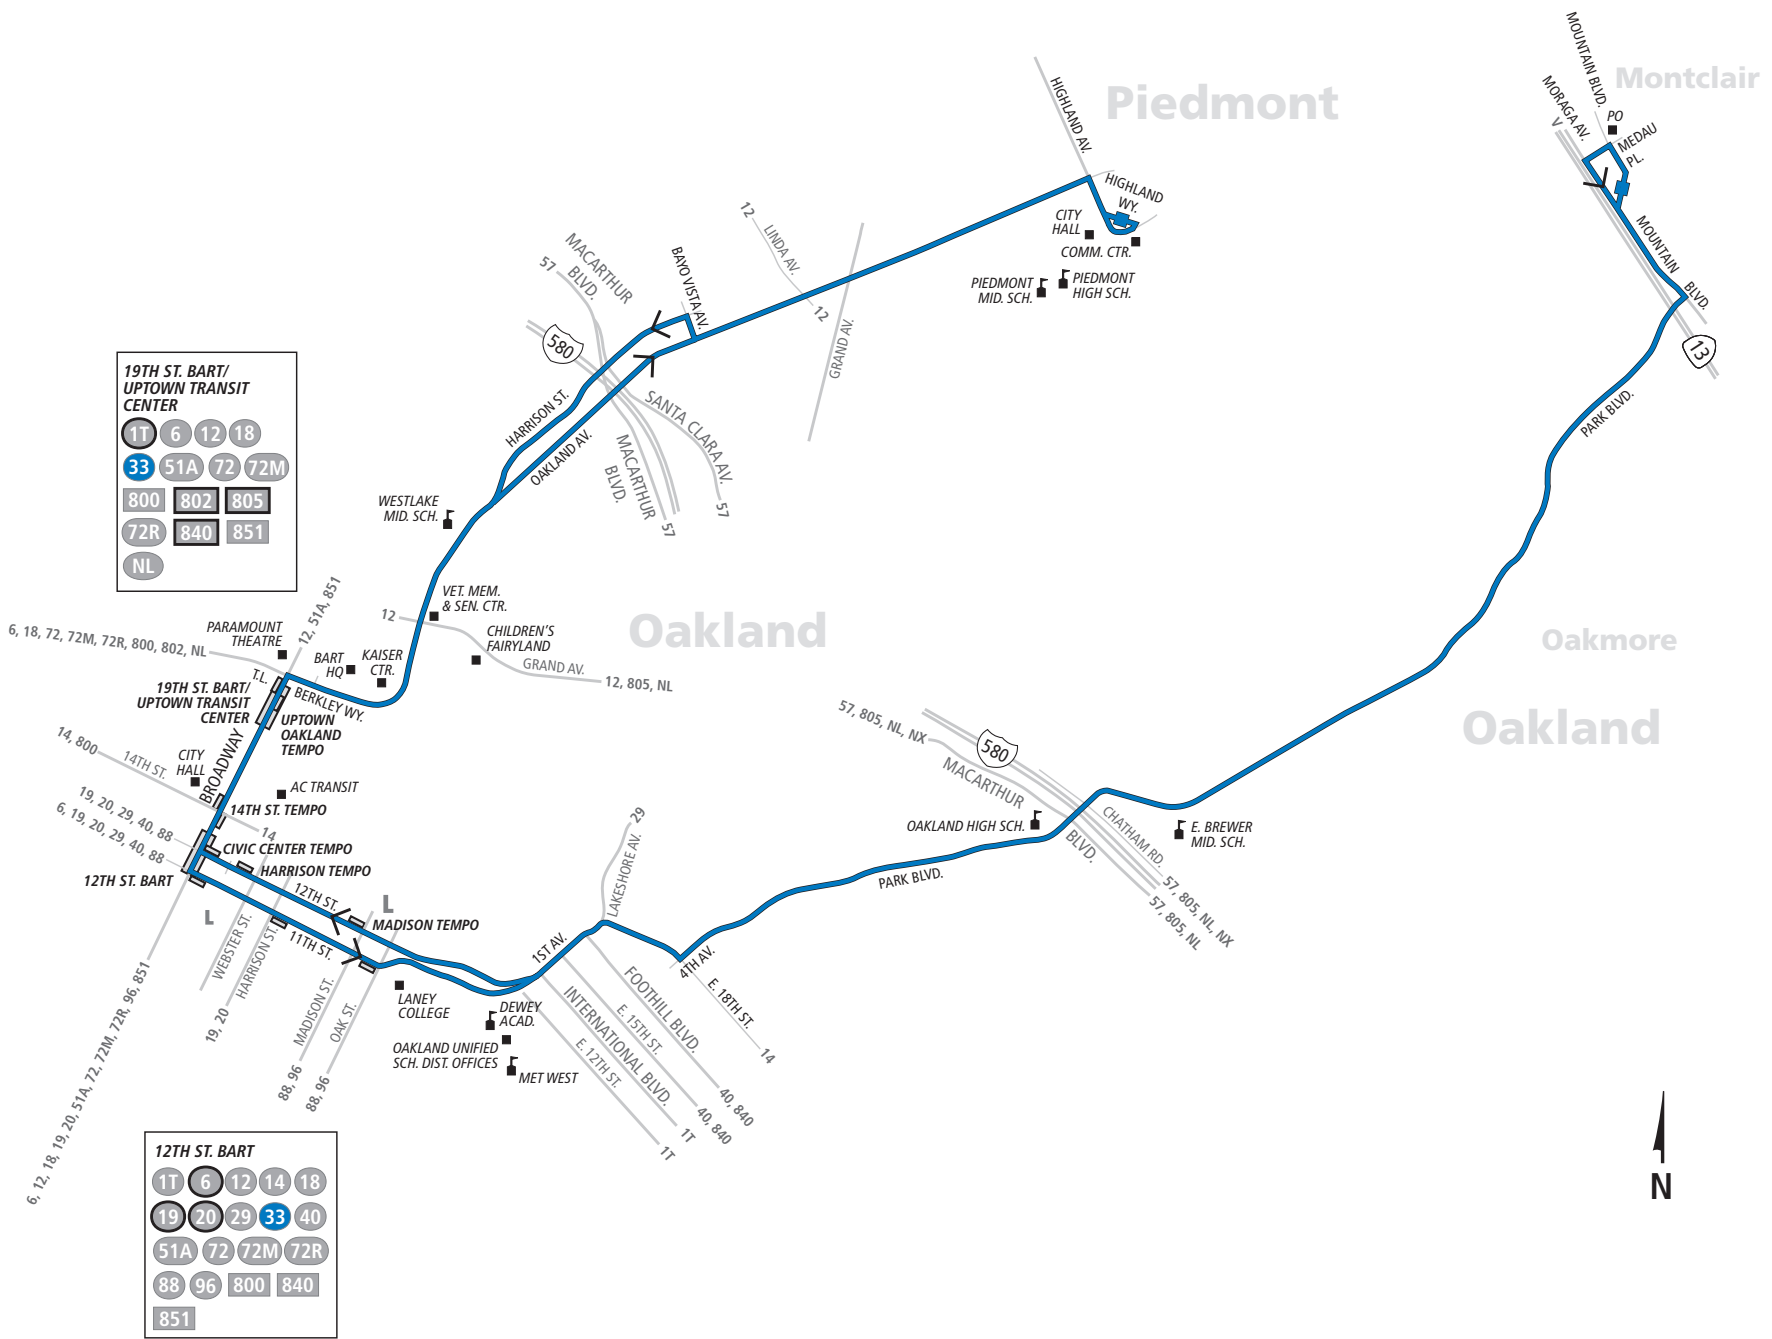 Piedmont
Montclair
MOUNTAIN BLVD.
MORAGA AV.
V
PO
MEDAU
PL.
MOUNTAIN
BLVD.
13
PARK BLVD.
HIGHLAND AV.
HIGHLAND
WY.
CITY
HALL
COMM. CTR.
PIEDMONT
MID. SCH.
PIEDMONT
HIGH SCH.
12
LINDA AV.
12
GRAND AV.
MACARTHUR
BLVD.
57
BAYO VISTA AV.
580
HARRISON ST.
OAKLAND AV.
SANTA CLARA AV.
57
MACARTHUR
BLVD.
57
19TH ST. BART/
UPTOWN TRANSIT
CENTER
1T 6 12 18
33 51A 72 72M
800 802 805
72R 840 851
NL
WESTLAKE
MID. SCH.
VET. MEM.
& SEN. CTR.
12
CHILDREN'S
FAIRYLAND
GRAND AV.
12, 805, NL
Oakland
Oakmore
Oakland
12, 51A, 851
6, 18, 72, 72M, 72R, 800, 802, NL
PARAMOUNT
THEATRE
BART
HQ
KAISER
CTR.
T.L.
BERKLEY WY.
19TH ST. BART/
UPTOWN TRANSIT
CENTER
UPTOWN
OAKLAND
TEMPO
BROADWAY
14, 800
14TH ST.
CITY
HALL
AC TRANSIT
14TH ST. TEMPO
14
19, 20, 29, 40, 88
6, 19, 20, 29, 40, 88
CIVIC CENTER TEMPO
HARRISON TEMPO
12TH ST. BART
12TH ST.
L
L
MADISON TEMPO
11TH ST.
WEBSTER ST.
HARRISON ST.
19, 20
MADISON ST.
88, 96
OAK ST.
88, 96
6, 12, 18, 19, 20, 51A, 72, 72M, 72R, 96, 851
LANEY
COLLEGE
DEWEY
ACAD.
OAKLAND UNIFIED
SCH. DIST. OFFICES
MET WEST
1ST AV.
29
LAKESHORE AV.
4TH AV.
E. 18TH ST.
14
FOOTHILL BLVD.
40, 840
E. 15TH ST.
40, 840
INTERNATIONAL BLVD.
1T
E. 12TH ST.
1T
PARK BLVD.
57, 805, NL, NX
580
MACARTHUR
BLVD.
OAKLAND HIGH SCH.
CHATHAM RD.
57, 805, NL, NX
57, 805, NL
E. BREWER
MID. SCH.
12TH ST. BART
1T 6 12 14 18
19 20 29 33 40
51A 72 72M 72R
88 96 800 840
851
N